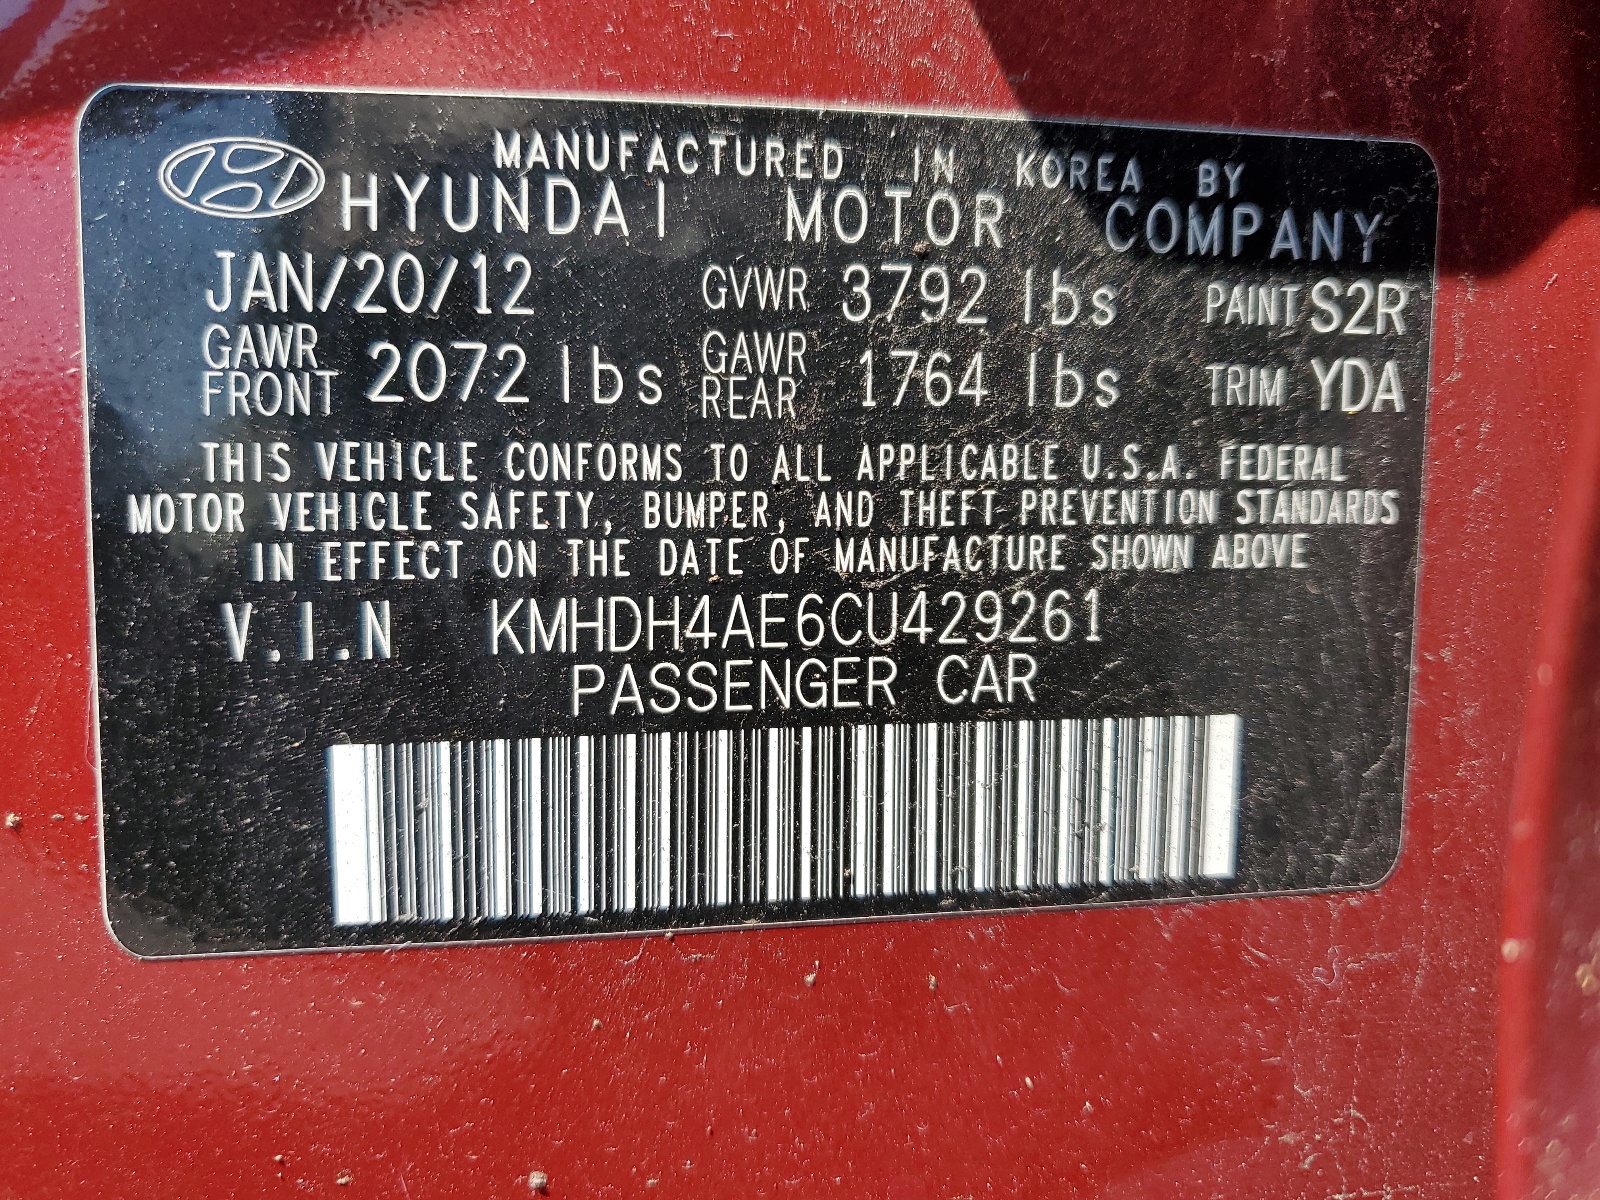 MANUFACTURED IN KOREA BY
HYUNDAI MOTOR COMPANY
JAN/20/12 GVWR 3792 lbs PAINT S2R
GAWR FRONT 2072 lbs GAWR REAR 1764 lbs TRIM YDA
THIS VEHICLE CONFORMS TO ALL APPLICABLE U.S.A. FEDERAL
MOTOR VEHICLE SAFETY, BUMPER, AND THEFT PREVENTION STANDARDS
IN EFFECT ON THE DATE OF MANUFACTURE SHOWN ABOVE
V.I.N KMHDH4AE6CU429261
PASSENGER CAR